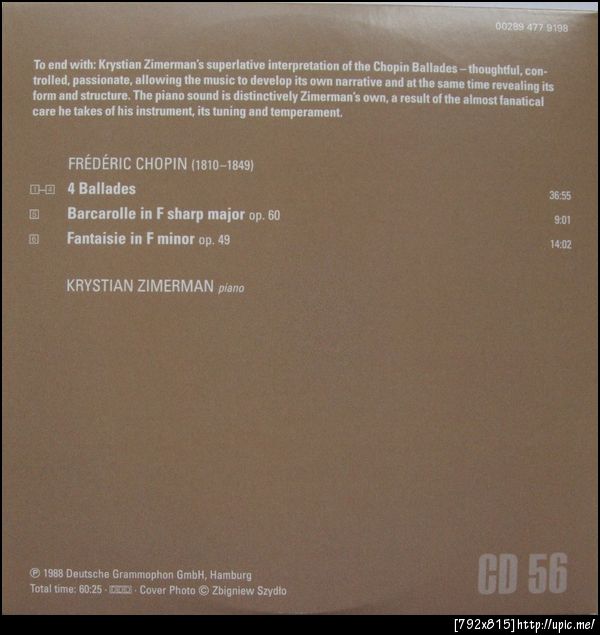 00289 477 9198
To end with: Krystian Zimerman's superlative interpretation of the Chopin Ballades – thoughtful, con-
trolled, passionate, allowing the music to develop its own narrative and at the same time revealing its
form and structure. The piano sound is distinctively Zimerman's own, a result of the almost fanatical
care he takes of his instrument, its tuning and temperament.
FRÉDÉRIC CHOPIN (1810–1849)
1–4 4 Ballades 36:55
5 Barcarolle in F sharp major op. 60 9:01
6 Fantaisie in F minor op. 49 14:02
KRYSTIAN ZIMERMAN piano
℗ 1988 Deutsche Grammophon GmbH, Hamburg
Total time: 60:25 · DDD · Cover Photo © Zbigniew Szydło
CD 56
[792x815]http://upic.me/